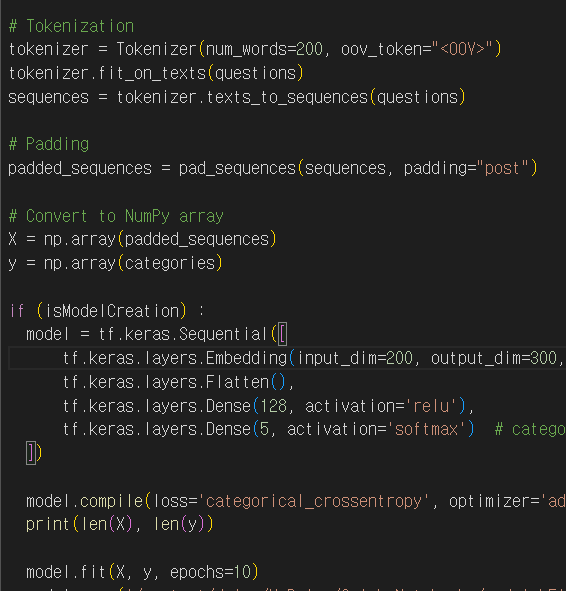 # Tokenization
tokenizer = Tokenizer(num_words=200, oov_token="<OOV>")
tokenizer.fit_on_texts(questions)
sequences = tokenizer.texts_to_sequences(questions)
# Padding
padded_sequences = pad_sequences(sequences, padding="post")
# Convert to NumPy array
X = np.array(padded_sequences)
y = np.array(categories)
if (isModelCreation) :
model = tf.keras.Sequential([
tf.keras.layers.Embedding(input_dim=200, output_dim=300,
tf.keras.layers.Flatten(),
tf.keras.layers.Dense(128, activation='relu'),
tf.keras.layers.Dense(5, activation='softmax') # catego
])
model.compile(loss='categorical_crossentropy', optimizer='ad
print(len(X), len(y))
model.fit(X, y, epochs=10)